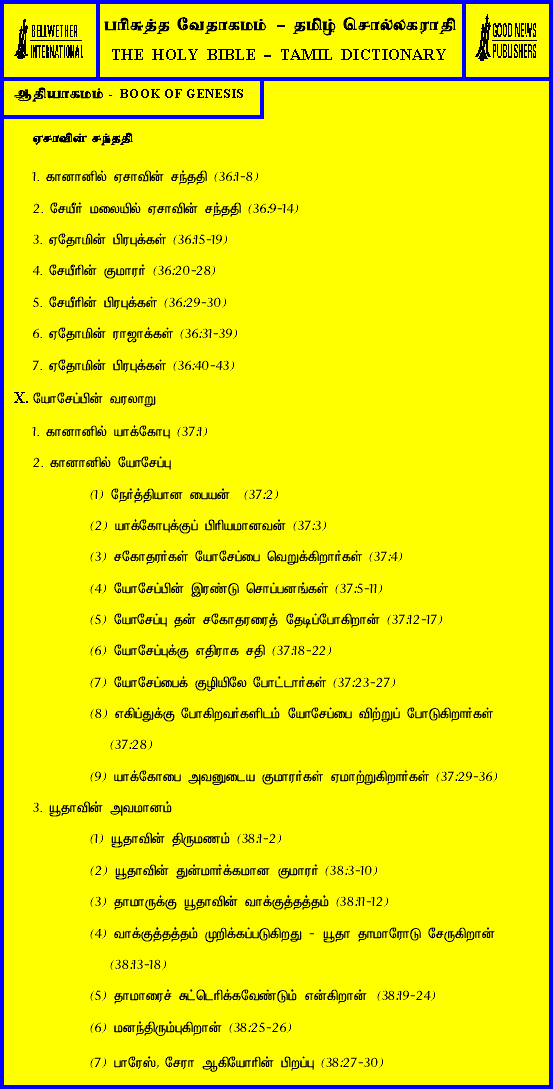 BELLWETHER
INTERNATIONAL
பரிசுத்த வேதாகமம் – தமிழ் சொல்லகராதி
THE HOLY BIBLE – TAMIL DICTIONARY
GOOD NEWS
PUBLISHERS
ஆதியாகமம் - BOOK OF GENESIS
ஏசாவின் சந்ததி
1. கானானில் ஏசாவின் சந்ததி (36:1-8)
2. சேயீர் மலையில் ஏசாவின் சந்ததி (36:9-14)
3. ஏதோமின் பிரபுக்கள் (36:15-19)
4. சேயீரின் குமாரர் (36:20-28)
5. சேயீரின் பிரபுக்கள் (36:29-30)
6. ஏதோமின் ராஜாக்கள் (36:31-39)
7. ஏதோமின் பிரபுக்கள் (36:40-43)
X. யோசேப்பின் வரலாறு
1. கானானில் யாக்கோபு (37:1)
2. கானானில் யோசேப்பு
(1) நேர்த்தியான பையன் (37:2)
(2) யாக்கோபுக்குப் பிரியமானவன் (37:3)
(3) சகோதரர்கள் யோசேப்பை வெறுக்கிறார்கள் (37:4)
(4) யோசேப்பின் இரண்டு சொப்பனங்கள் (37:5-11)
(5) யோசேப்பு தன் சகோதரரைத் தேடிப்போகிறான் (37:12-17)
(6) யோசேப்புக்கு எதிராக சதி (37:18-22)
(7) யோசேப்பைக் குழியிலே போட்டார்கள் (37:23-27)
(8) எகிப்துக்கு போகிறவர்களிடம் யோசேப்பை விற்றுப் போடுகிறார்கள்
(37:28)
(9) யாக்கோபை அவனுடைய குமாரர்கள் ஏமாற்றுகிறார்கள் (37:29-36)
3. யூதாவின் அவமானம்
(1) யூதாவின் திருமணம் (38:1-2)
(2) யூதாவின் துன்மார்க்கமான குமாரர் (38:3-10)
(3) தாமாருக்கு யூதாவின் வாக்குத்தத்தம் (38:11-12)
(4) வாக்குத்தத்தம் முறிக்கப்படுகிறது - யூதா தாமாரோடு சேருகிறான்
(38:13-18)
(5) தாமாரைச் சுட்டெரிக்கவேண்டும் என்கிறான் (38:19-24)
(6) மனந்திரும்புகிறான் (38:25-26)
(7) பாரேஸ், சேரா ஆகியோரின் பிறப்பு (38:27-30)